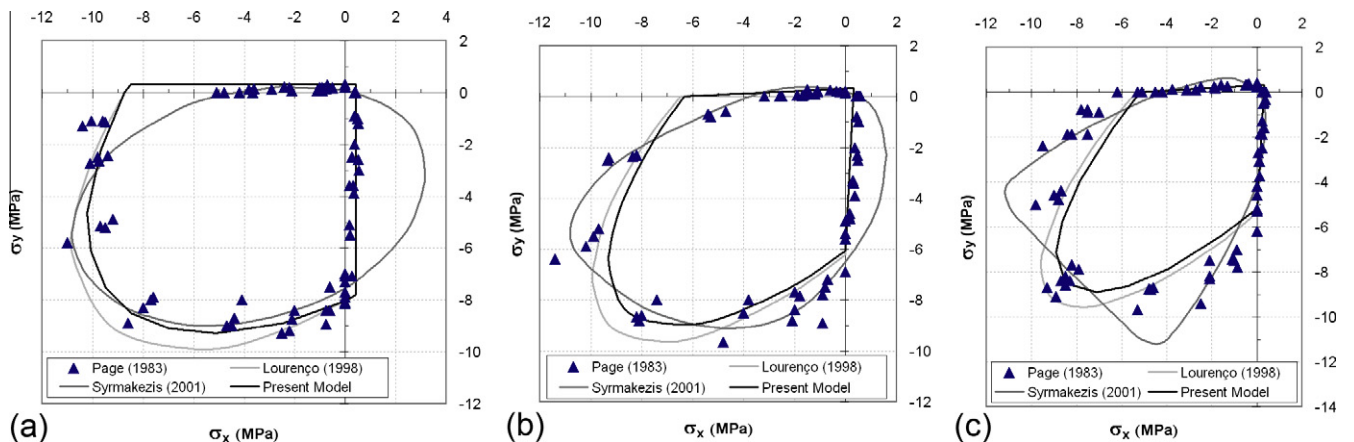 -12 -10 -8 -6 -4 -2 0 2 4
2
0
-2
-4
-6
-8
-10
-12
σy (MPa)
Page (1983)
Lourenço (1998)
Syrmakezis (2001)
Present Model
(a)
σx (MPa)
-12 -10 -8 -6 -4 -2 0 2
2
0
-2
-4
-6
-8
-10
-12
σy (MPa)
Page (1983)
Lourenço (1998)
Syrmakezis (2001)
Present Model
(b)
σx (MPa)
-12 -10 -8 -6 -4 -2 0 2
2
0
-2
-4
-6
-8
-10
-12
-14
σy (MPa)
Page (1983)
Lourenço (1998)
Syrmakezis (2001)
Present Model
(c)
σx (MPa)